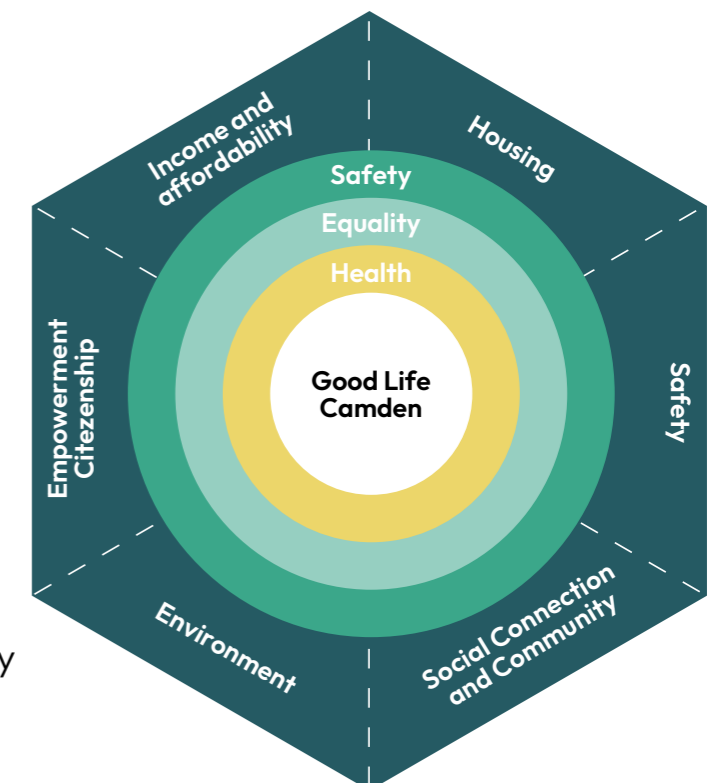 Income and
affordability
Housing
Safety
Equality
Health
Good Life
Camden
Empowerment
Citezenship
Safety
Environment
Social Connection
and Community
y